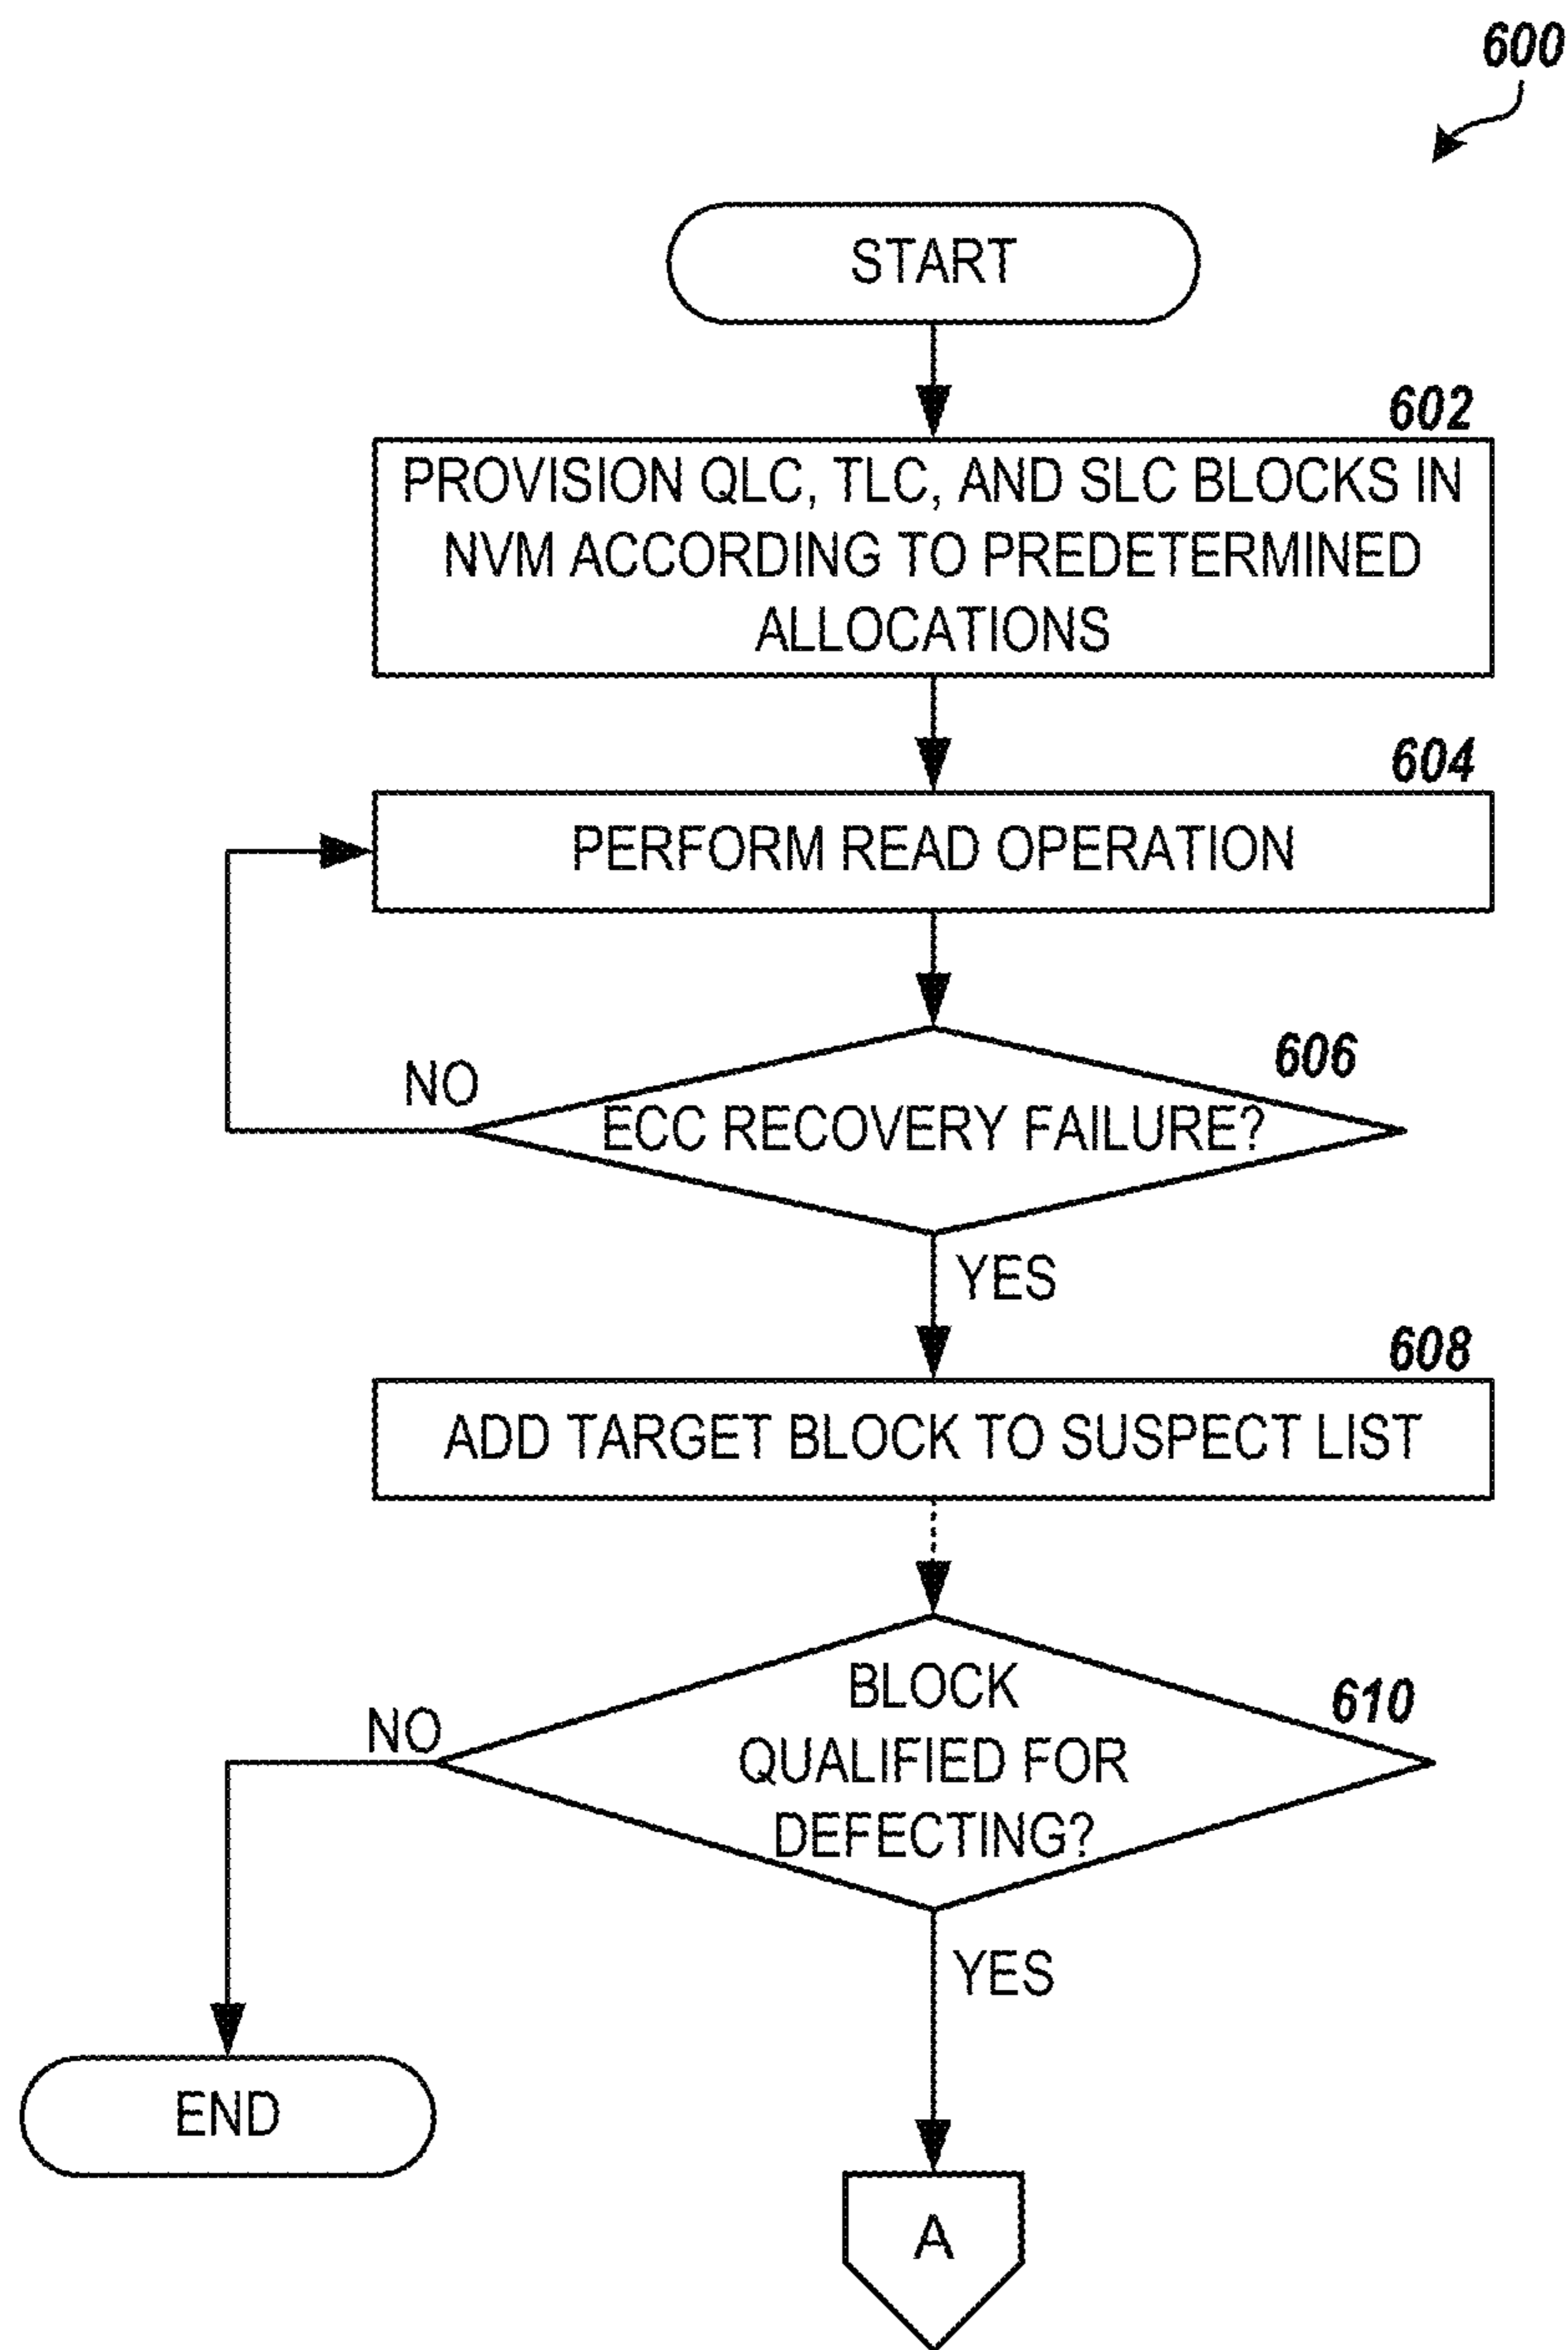 600
START
602
PROVISION QLC, TLC, AND SLC BLOCKS IN
NVM ACCORDING TO PREDETERMINED
ALLOCATIONS
604
PERFORM READ OPERATION
606
NO
ECC RECOVERY FAILURE?
YES
608
ADD TARGET BLOCK TO SUSPECT LIST
BLOCK
610
NO
QUALIFIED FOR
DEFECTING?
YES
END
A